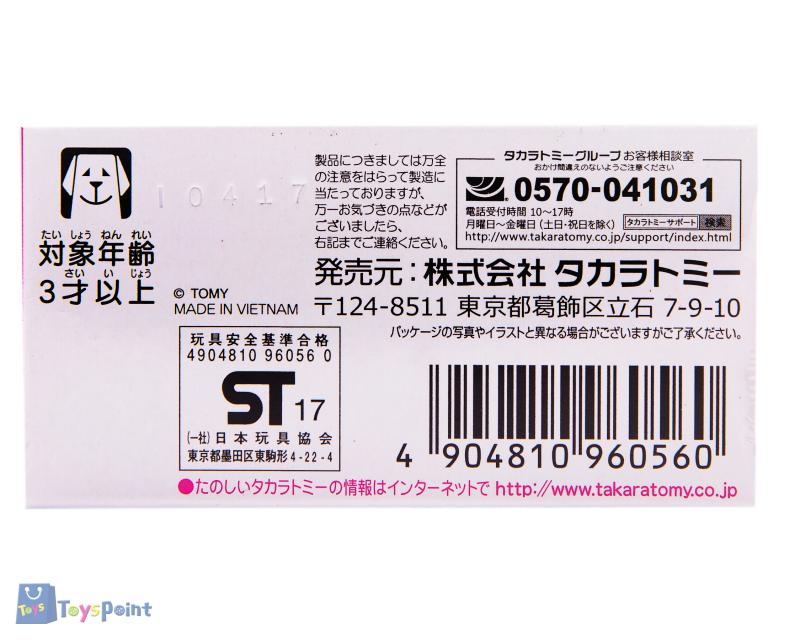 たい しょう ねん れい
対象年齢
さい い じょう
3才以上
10417
© TOMY
MADE IN VIETNAM
製品につきましては万全
の注意をはらって製造に
当たっておりますが、
万一お気づきの点などが
ございましたら、
右記までご連絡ください。
タカラトミーグループ お客様相談室
おかけ間違えのないようご注意ください
0570-041031
電話受付時間 10〜17時
月曜日〜金曜日（土日・祝日を除く） タカラトミーサポート 検索
http://www.takaratomy.co.jp/support/index.html
発売元：株式会社 タカラトミー
〒124-8511 東京都葛飾区立石 7-9-10
パッケージの写真やイラストと異なる場合がございますがご了承ください。
玩具安全基準合格
4904810 96056 0
ST 17
(一社)日本玩具協会
東京都墨田区東駒形4-22-4
4 904810 960560
●たのしいタカラトミーの情報はインターネットで http://www.takaratomy.co.jp
Toys ToysPoint